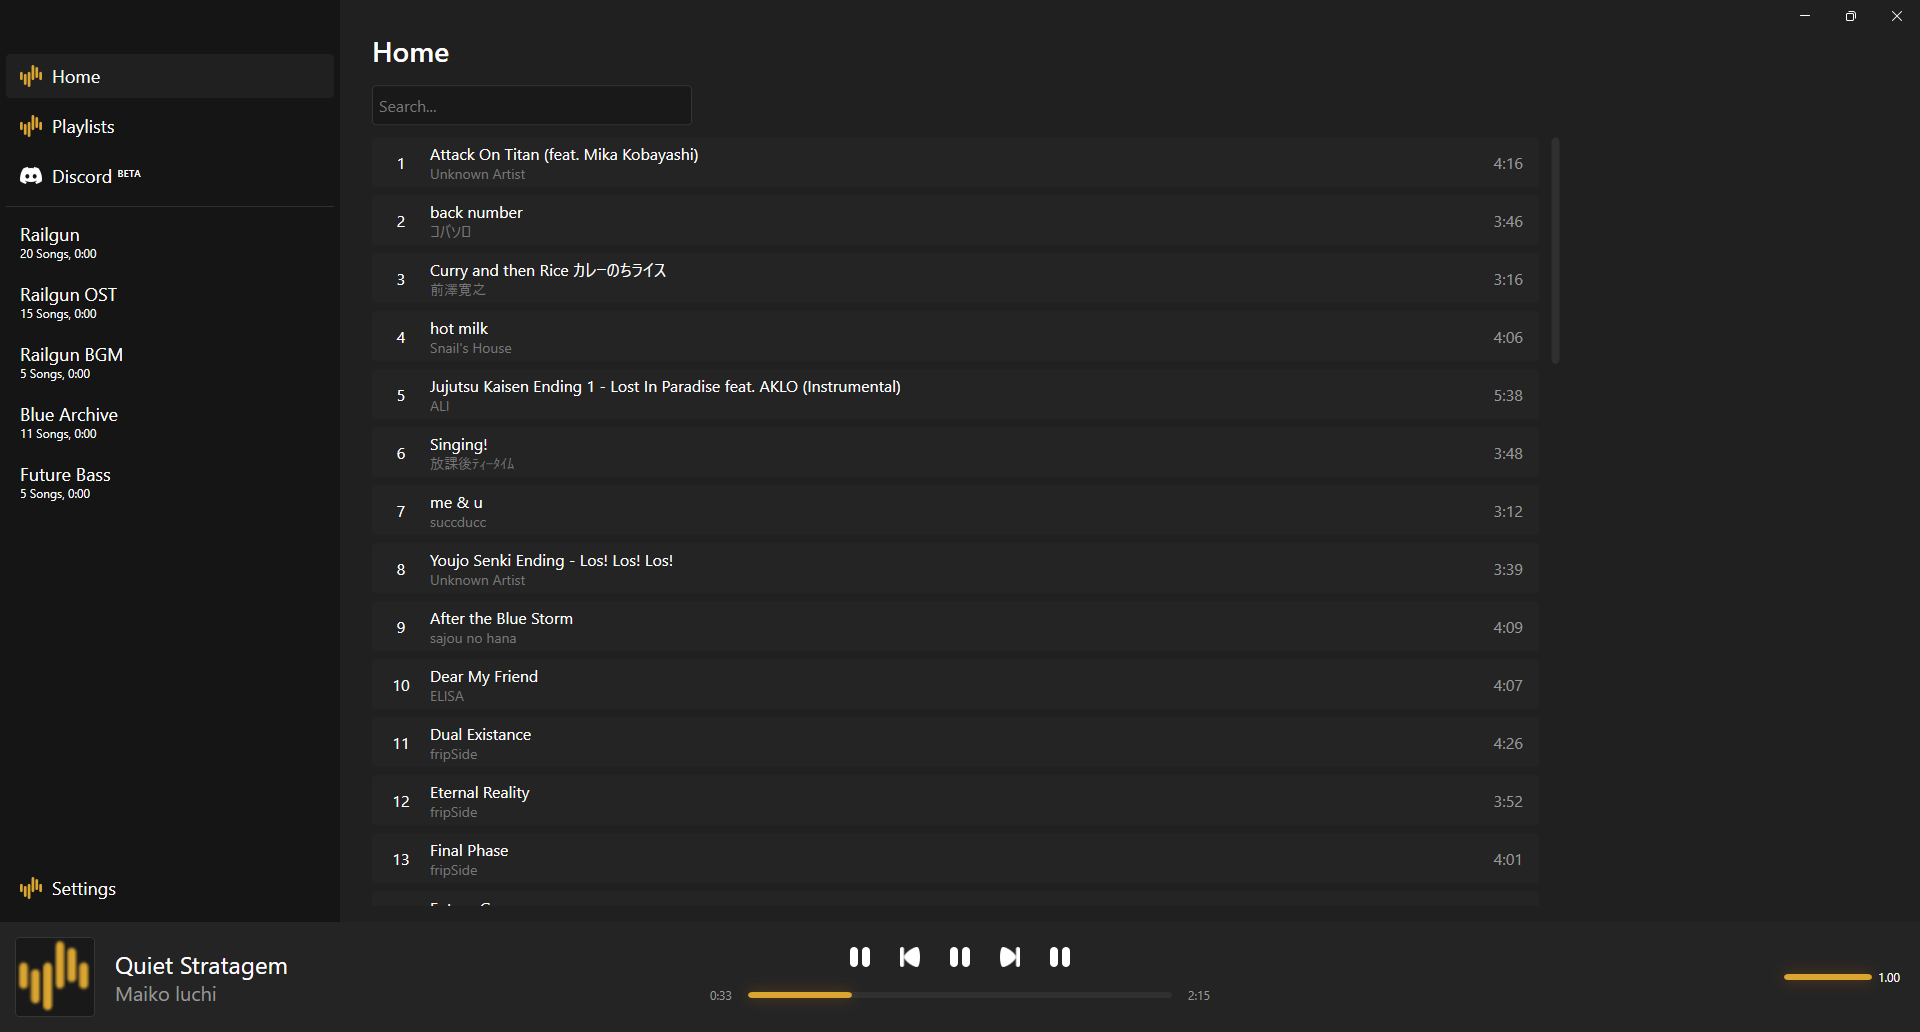 Home
Playlists
Discord BETA
Railgun
20 Songs, 0:00
Railgun OST
15 Songs, 0:00
Railgun BGM
5 Songs, 0:00
Blue Archive
11 Songs, 0:00
Future Bass
5 Songs, 0:00
Settings
Home
Search...
1 Attack On Titan (feat. Mika Kobayashi) 4:16
Unknown Artist
2 back number 3:46
コバソロ
3 Curry and then Rice カレーのちライス 3:16
前澤寛之
4 hot milk 4:06
Snail's House
5 Jujutsu Kaisen Ending 1 - Lost In Paradise feat. AKLO (Instrumental) 5:38
ALI
6 Singing! 3:48
放課後ティータイム
7 me & u 3:12
succducc
8 Youjo Senki Ending - Los! Los! Los! 3:39
Unknown Artist
9 After the Blue Storm 4:09
sajou no hana
10 Dear My Friend 4:07
ELISA
11 Dual Existance 4:26
fripSide
12 Eternal Reality 3:52
fripSide
13 Final Phase 4:01
fripSide
Quiet Stratagem
Maiko Iuchi
0:33 2:15
1.00